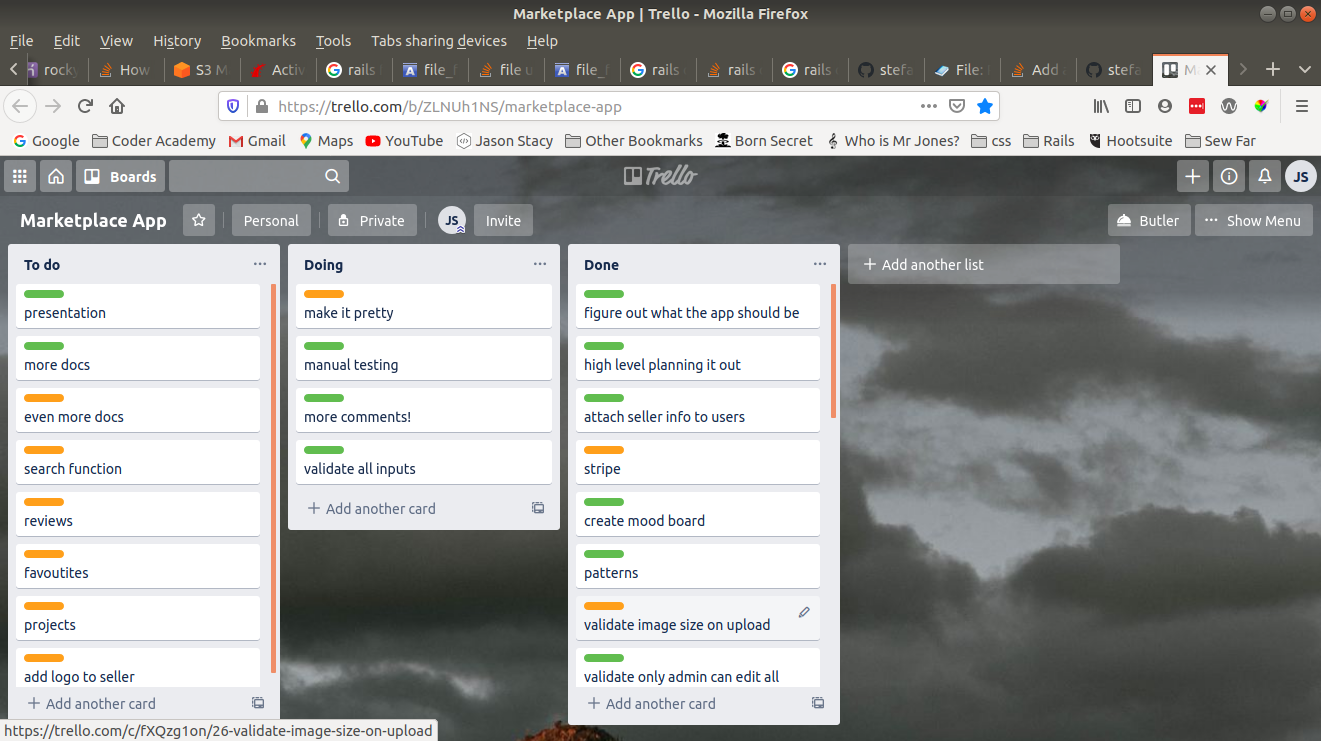 Marketplace App | Trello - Mozilla Firefox
File Edit View History Bookmarks Tools Tabs sharing devices Help
rocky How S3 M Activ rails file_f file u file_f rails rails rails stefa File: Add stefa M
https://trello.com/b/ZLNUh1NS/marketplace-app
Google Coder Academy Gmail Maps YouTube Jason Stacy Other Bookmarks Born Secret Who is Mr Jones? css Rails Hootsuite Sew Far
Boards Trello JS
Marketplace App Personal Private JS Invite Butler Show Menu
To do
presentation
more docs
even more docs
search function
reviews
favoutites
projects
add logo to seller
+ Add another card
Doing
make it pretty
manual testing
more comments!
validate all inputs
+ Add another card
Done
figure out what the app should be
high level planning it out
attach seller info to users
stripe
create mood board
patterns
validate image size on upload
validate only admin can edit all
+ Add another card
+ Add another list
https://trello.com/c/fXQzg1on/26-validate-image-size-on-upload